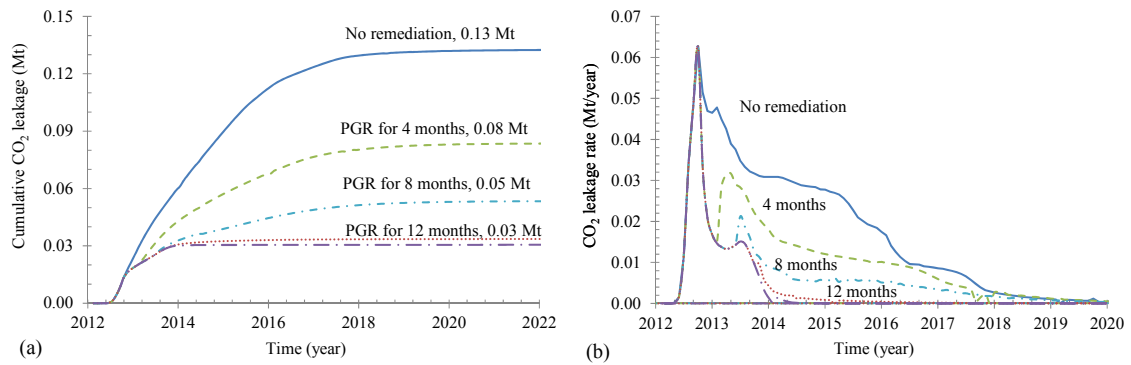 0.15
0.12
0.09
0.06
0.03
0.00
Cumulative CO2 leakage (Mt)
No remediation, 0.13 Mt
PGR for 4 months, 0.08 Mt
PGR for 8 months, 0.05 Mt
PGR for 12 months, 0.03 Mt
2012 2014 2016 2018 2020 2022
Time (year)
(a)
0.07
0.06
0.05
0.04
0.03
0.02
0.01
0.00
CO2 leakage rate (Mt/year)
No remediation
4 months
8 months
12 months
2012 2013 2014 2015 2016 2017 2018 2019 2020
Time (year)
(b)